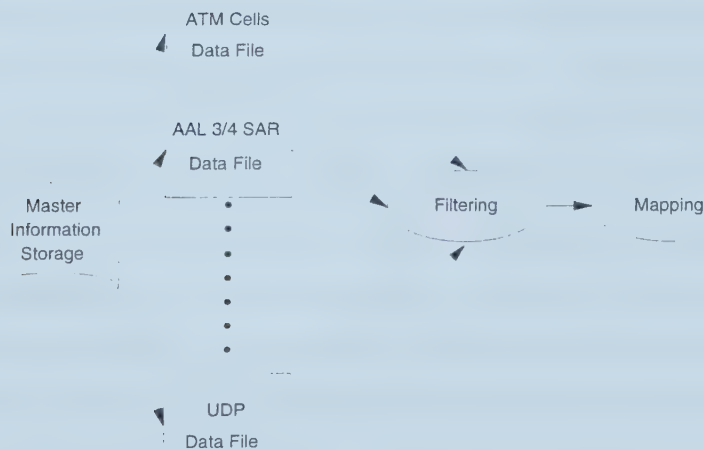 ATM Cells
Data File
AAL 3/4 SAR
Data File
Master
Information
Storage
Filtering
Mapping
UDP
Data File